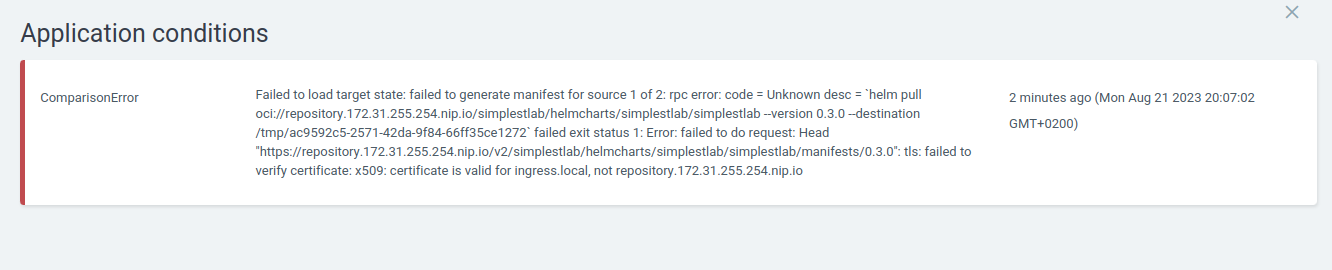 Application conditions
ComparisonError
Failed to load target state: failed to generate manifest for source 1 of 2: rpc error: code = Unknown desc = `helm pull
oci://repository.172.31.255.254.nip.io/simplestlab/helmcharts/simplestlab/simplestlab --version 0.3.0 --destination
/tmp/ac9592c5-2571-42da-9f84-66ff35ce1272` failed exit status 1: Error: failed to do request: Head
"https://repository.172.31.255.254.nip.io/v2/simplestlab/helmcharts/simplestlab/simplestlab/manifests/0.3.0": tls: failed to
verify certificate: x509: certificate is valid for ingress.local, not repository.172.31.255.254.nip.io
2 minutes ago (Mon Aug 21 2023 20:07:02
GMT+0200)